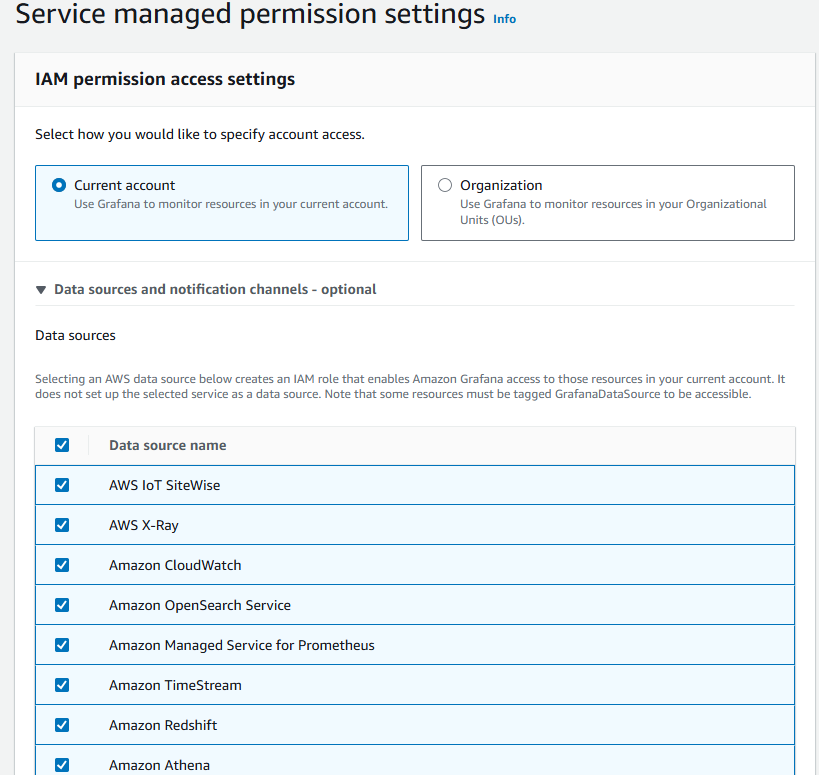 Service managed permission settings Info
IAM permission access settings
Select how you would like to specify account access.
Current account
Use Grafana to monitor resources in your current account.
Organization
Use Grafana to monitor resources in your Organizational
Units (OUs).
Data sources and notification channels - optional
Data sources
Selecting an AWS data source below creates an IAM role that enables Amazon Grafana access to those resources in your current account. It
does not set up the selected service as a data source. Note that some resources must be tagged GrafanaDataSource to be accessible.
Data source name
AWS IoT SiteWise
AWS X-Ray
Amazon CloudWatch
Amazon OpenSearch Service
Amazon Managed Service for Prometheus
Amazon TimeStream
Amazon Redshift
Amazon Athena